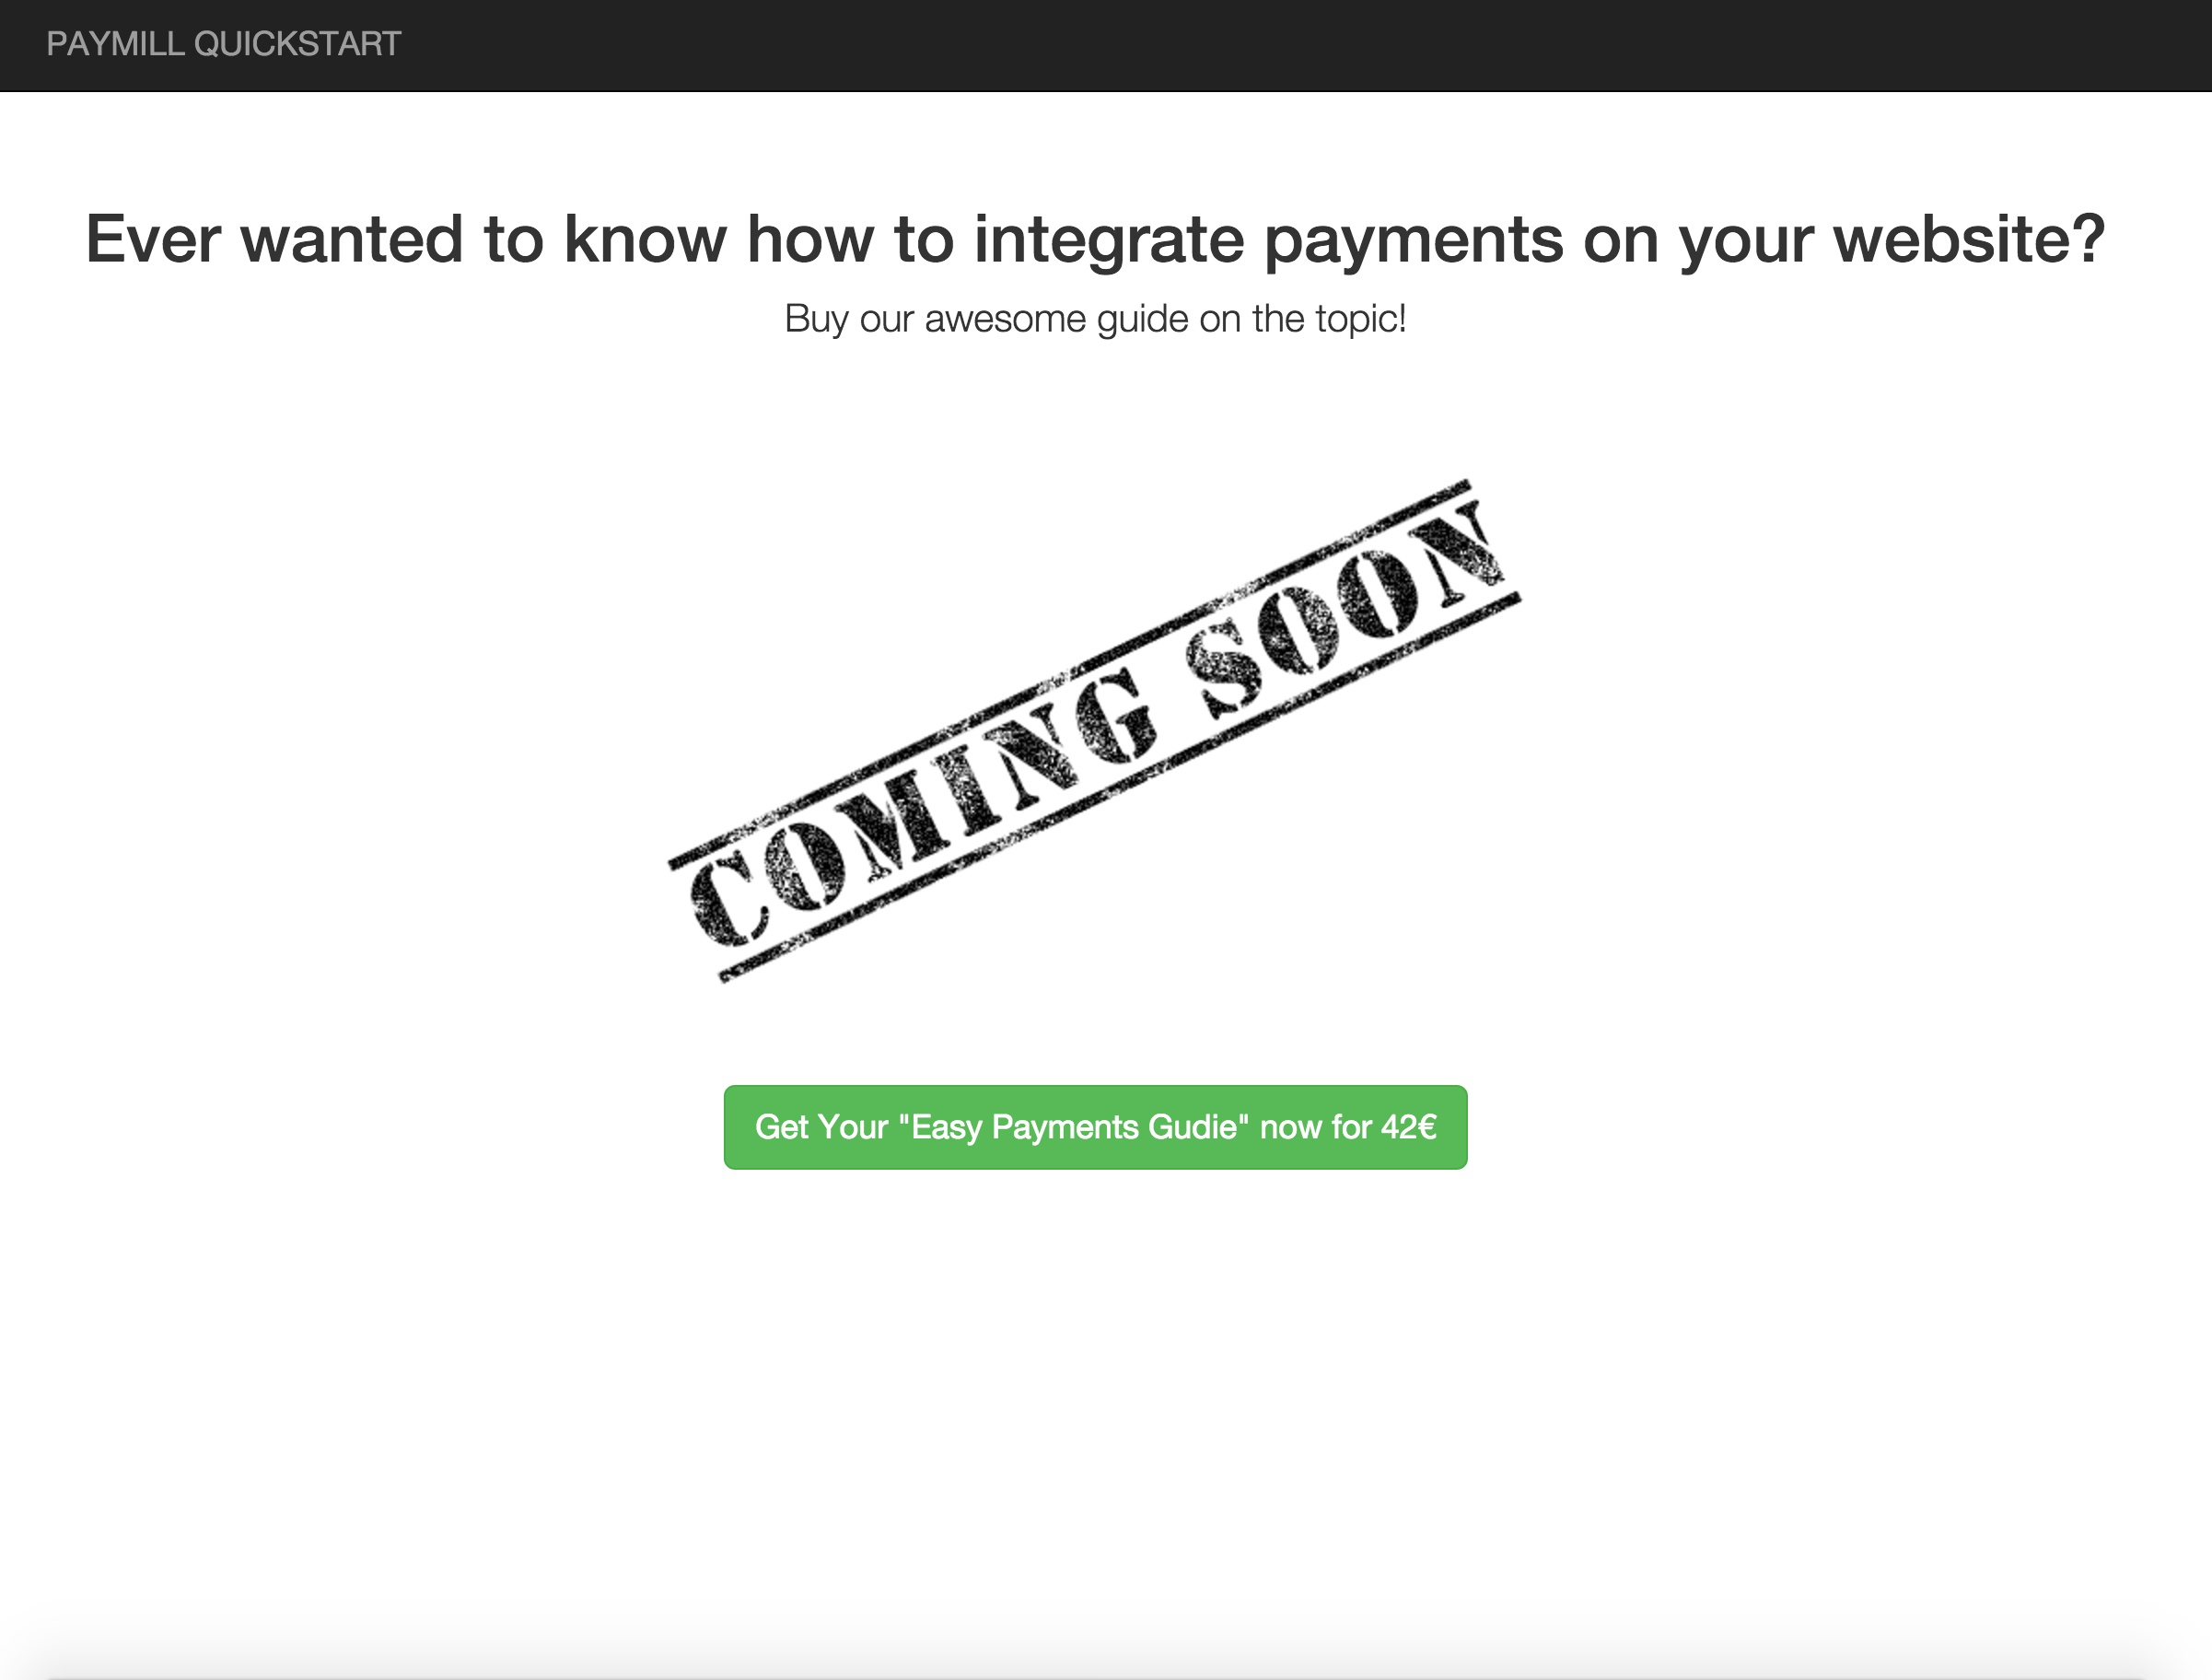 PAYMILL QUICKSTART
Ever wanted to know how to integrate payments on your website?
Buy our awesome guide on the topic!
COMING SOON
Get Your "Easy Payments Gudie" now for 42€